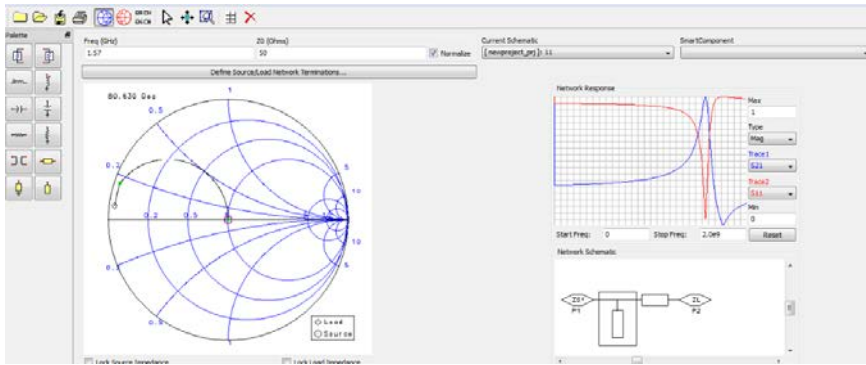 Palette
Freq (GHz)
Z0 (Ohms)
Current Schematic
SmartComponent
1.57
50
Normalize
Define Source/Load Network Terminations...
80.630 Deg
1
0.5
5
10
0.2
0.5
10
5
1
Load
Source
Lock Source Impedance
Lock Load Impedance
Network Response
Max
1
Type
Mag
Trace1
S21
Trace2
S11
Min
0
Start Freq:
0
Stop Freq:
2.0e9
Reset
Network Schematic
P1
ZL
P2